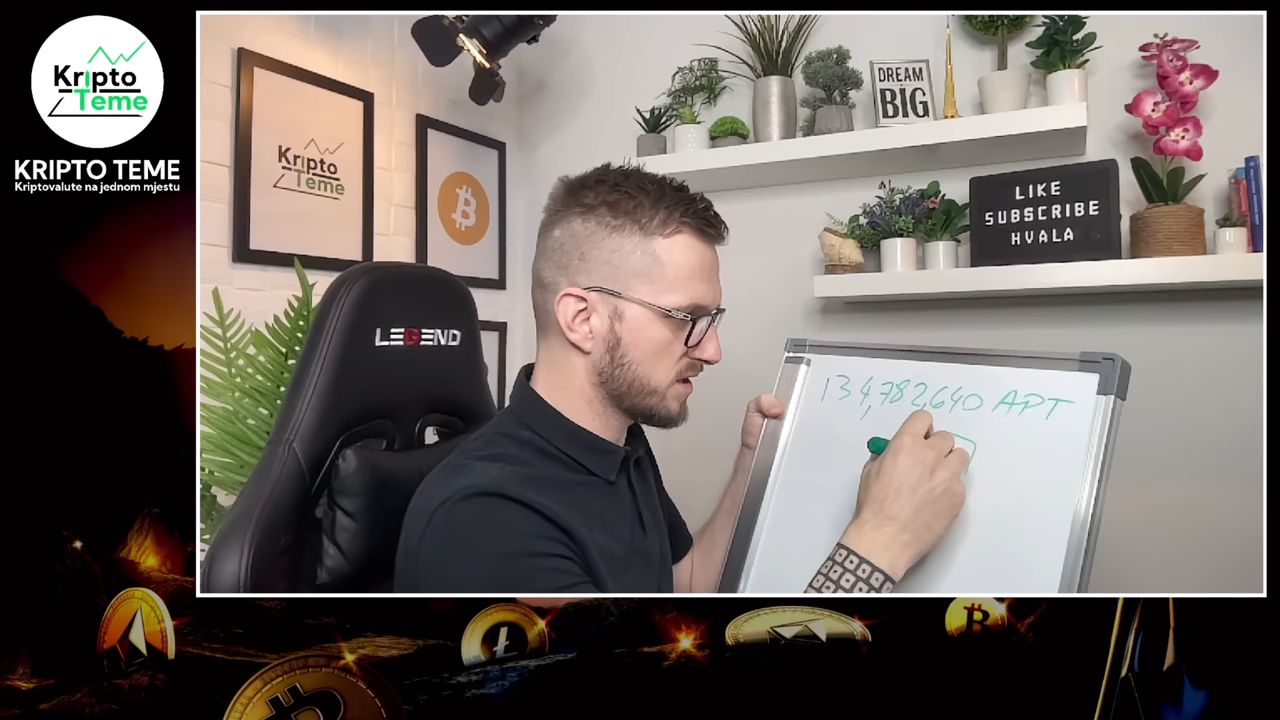 Kripto
Teme
KRIPTO TEME
Kriptovalute na jednom mjestu
Kripto
Teme
DREAM
BIG
LIKE
SUBSCRIBE
HVALA
LEGEND
134,782,640 APT